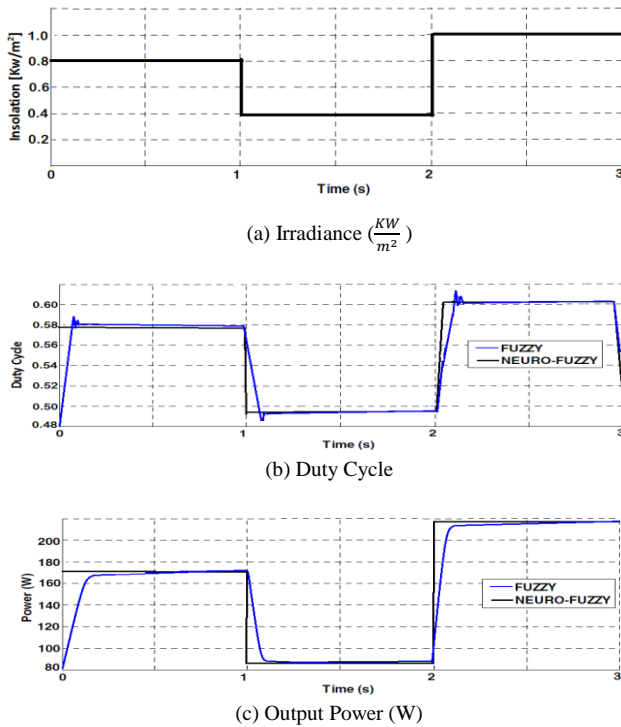 Insolation [Kw/m²]
1.0
0.8
0.6
0.4
0.2
0 1 2 3
Time (s)
(a) Irradiance (KW/m²)
Duty Cycle
0.60
0.58
0.56
0.54
0.52
0.50
0.48
0 1 2 3
FUZZY
NEURO-FUZZY
Time (s)
(b) Duty Cycle
Power (W)
200
180
160
140
120
100
80
0 1 2 3
FUZZY
NEURO-FUZZY
Time (s)
(c) Output Power (W)